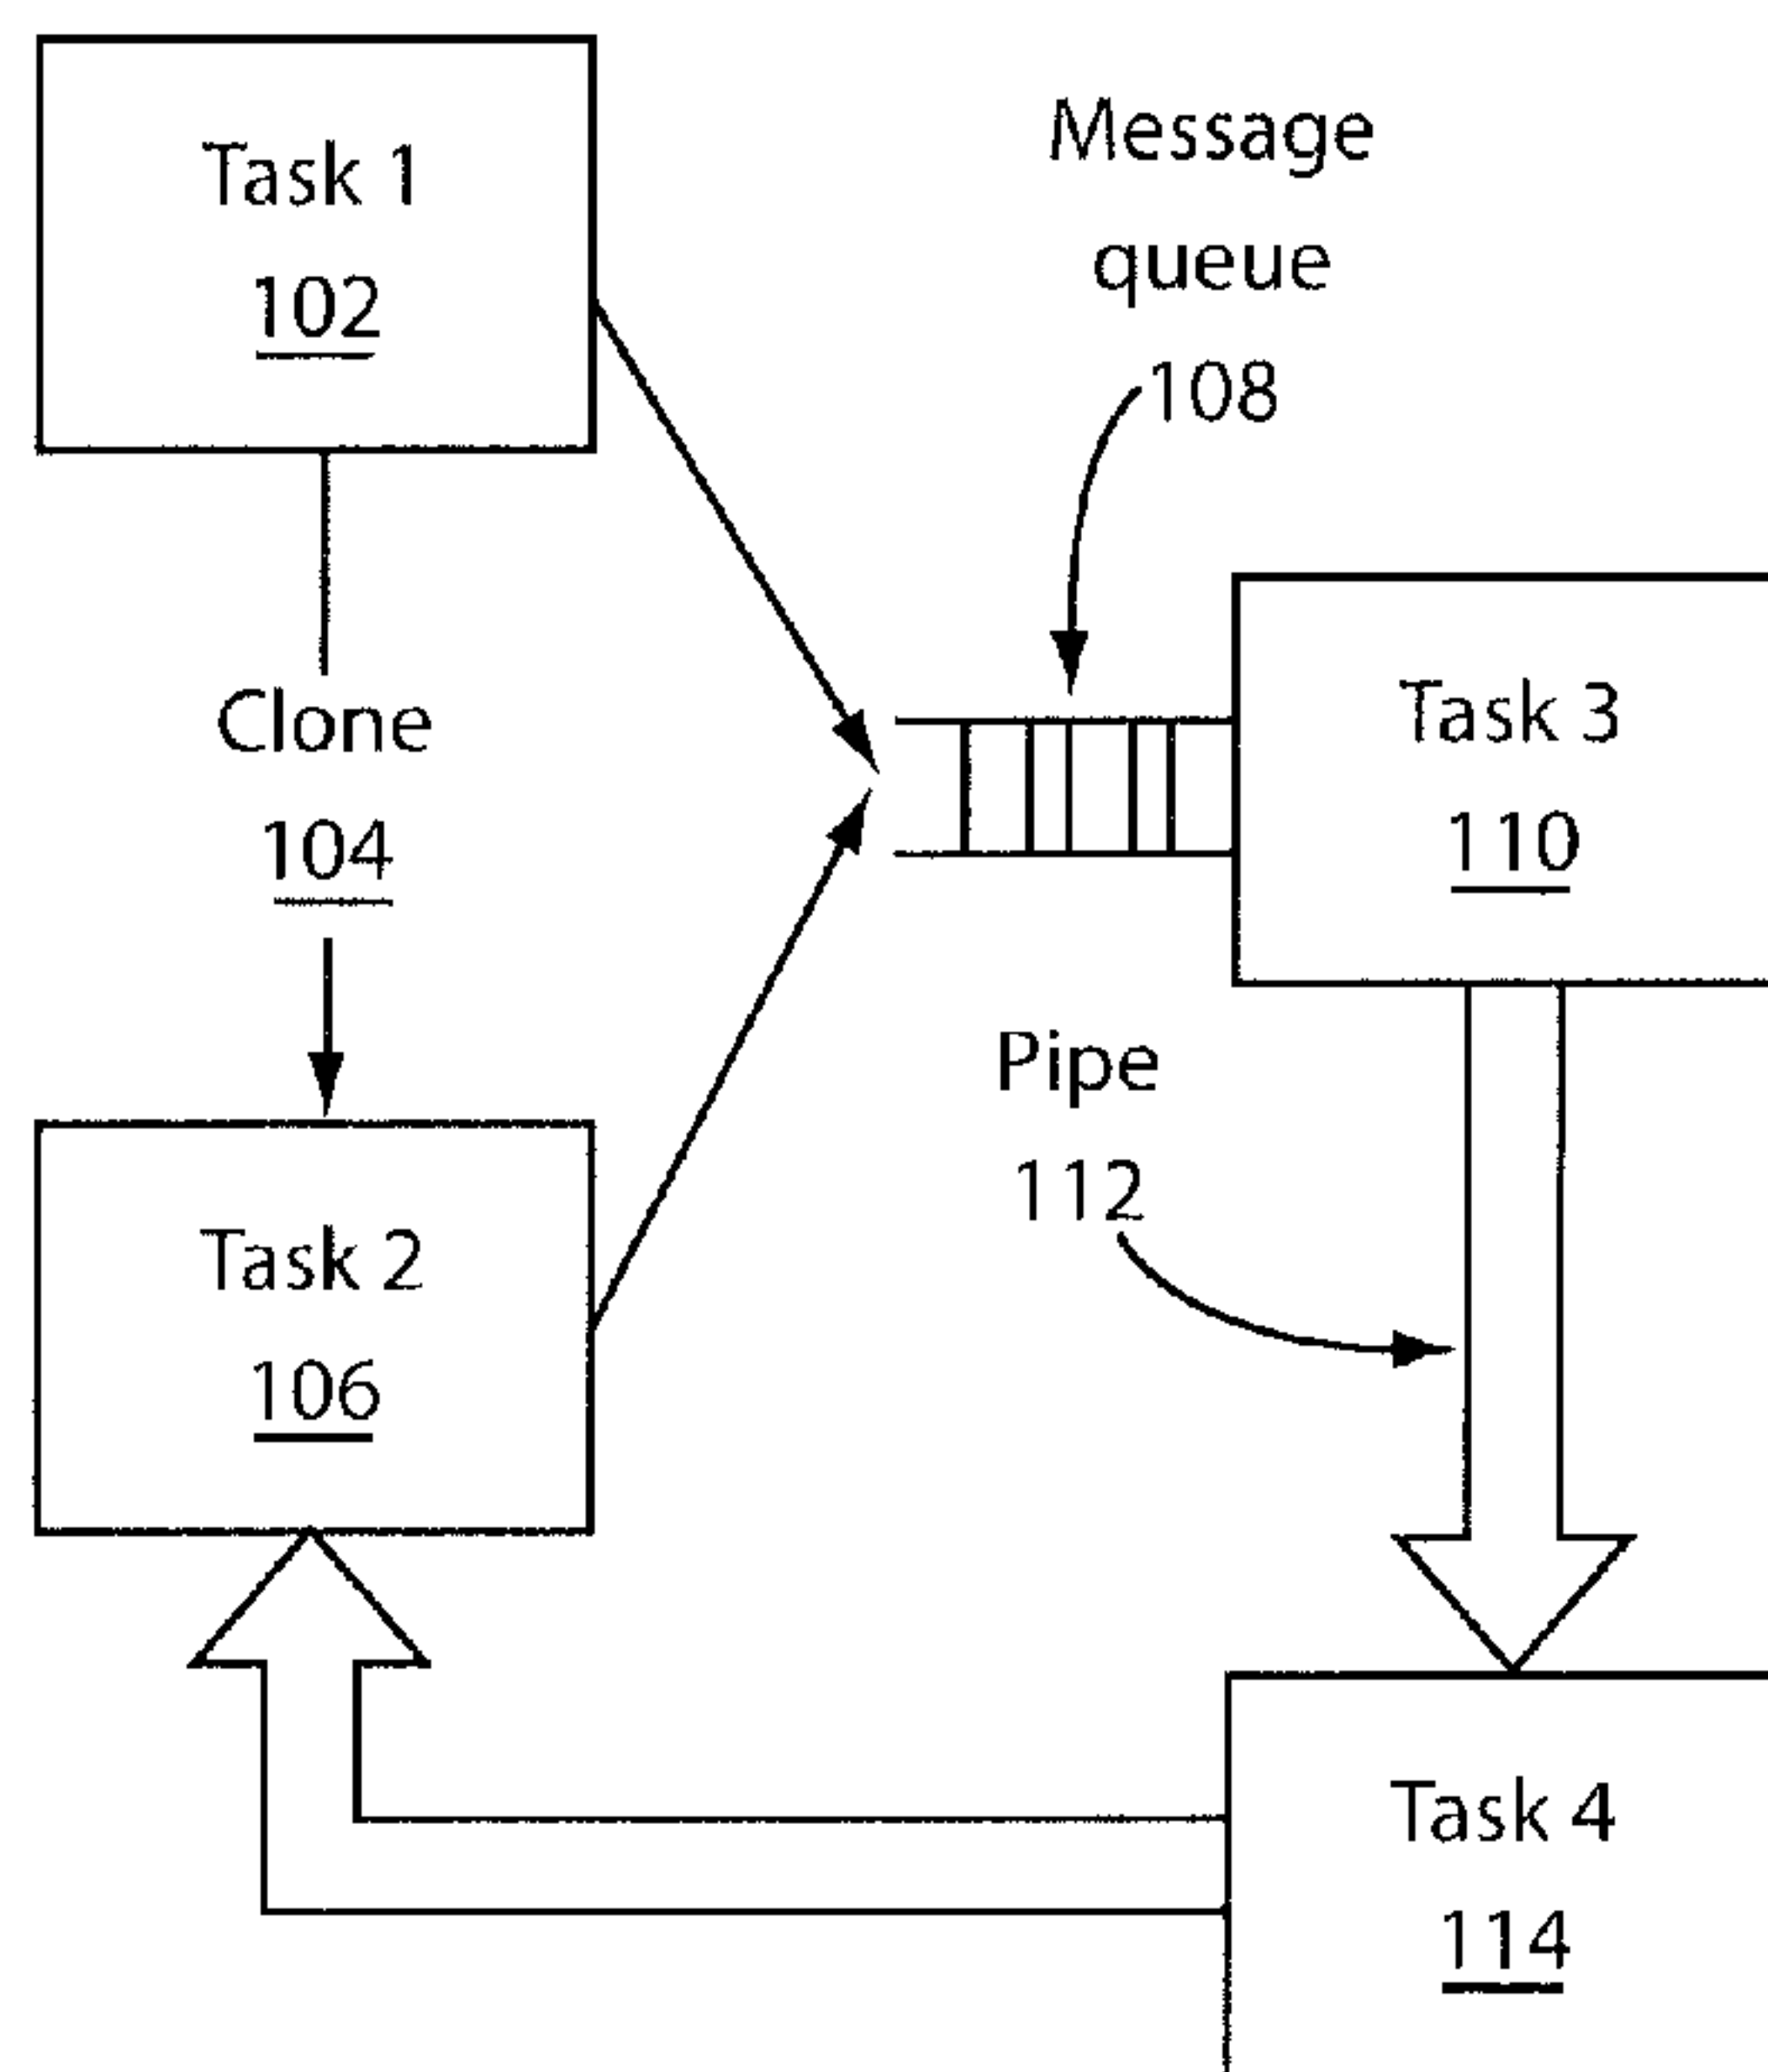 Task 1
102
Message
queue
108
Clone
104
Task 3
110
Pipe
112
Task 2
106
Task 4
114